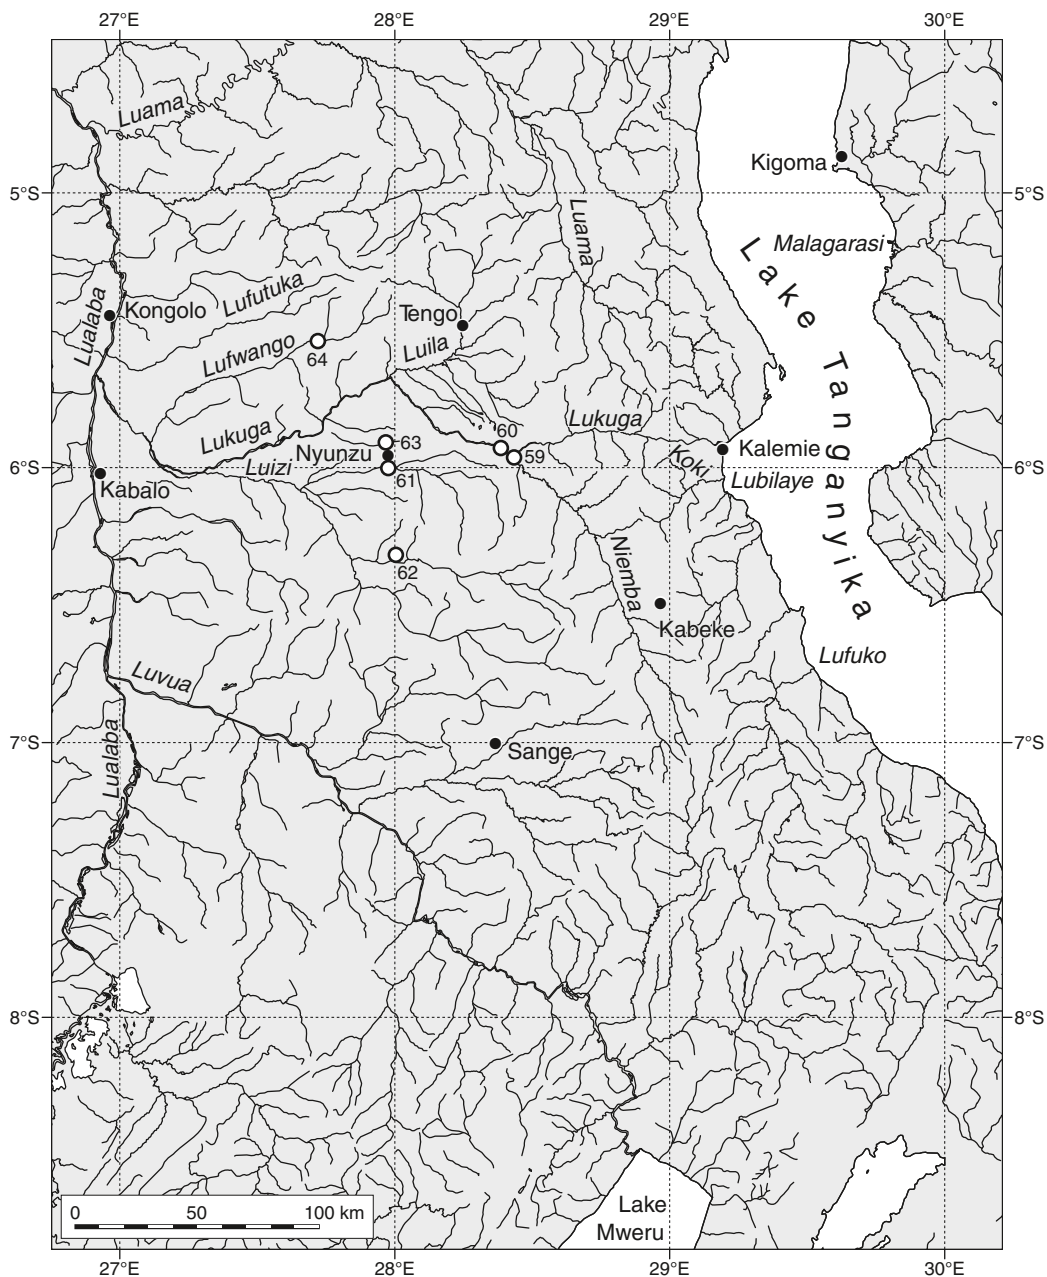 27°E 28°E 29°E 30°E
Luama
Kigoma
5°S 5°S
Luama
Malagarasi
Lake Tanganyika
Lufutuka
Kongolo
Tengo
Lualaba
Lufwango
Luila
64
Lukuga
Lukuga
60
63
Nyunzu
59
Kalemie
Koki
6°S 6°S
Luizi
61
Lubilaye
Kabalo
Niemba
62
Kabeke
Lufuko
Luvua
7°S 7°S
Lualaba
Sange
8°S 8°S
0 50 100 km
Lake
Mweru
27°E 28°E 29°E 30°E